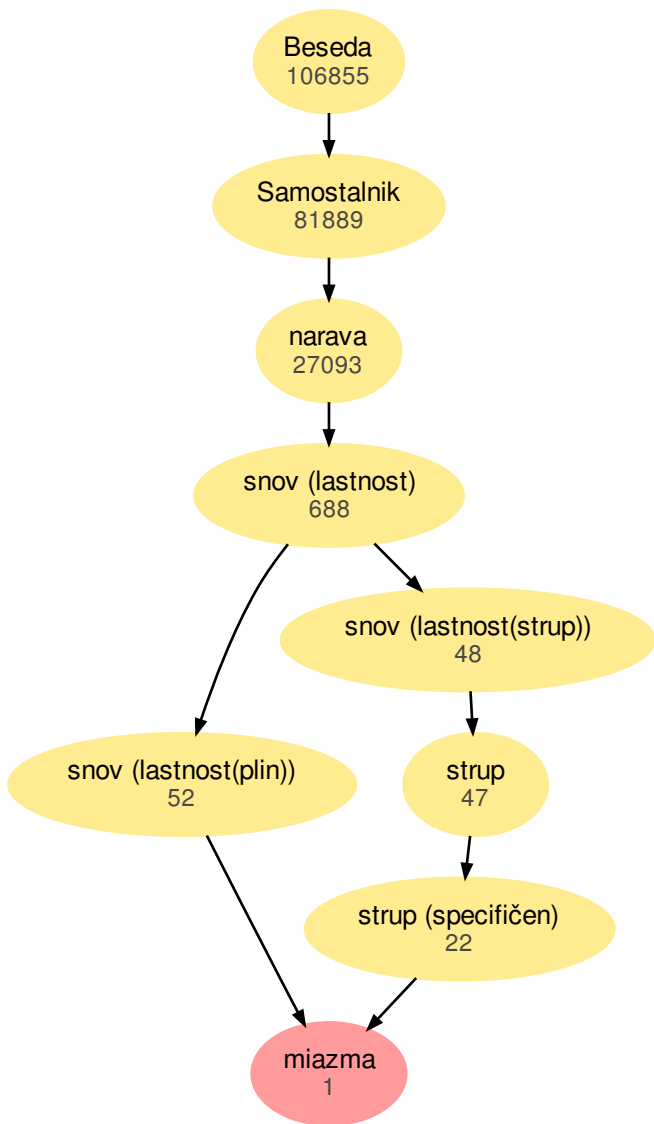 Beseda
106855
Samostalnik
81889
narava
27093
snov (lastnost)
688
snov (lastnost(strup))
48
snov (lastnost(plin))
52
strup
47
strup (specifičen)
22
miazma
1